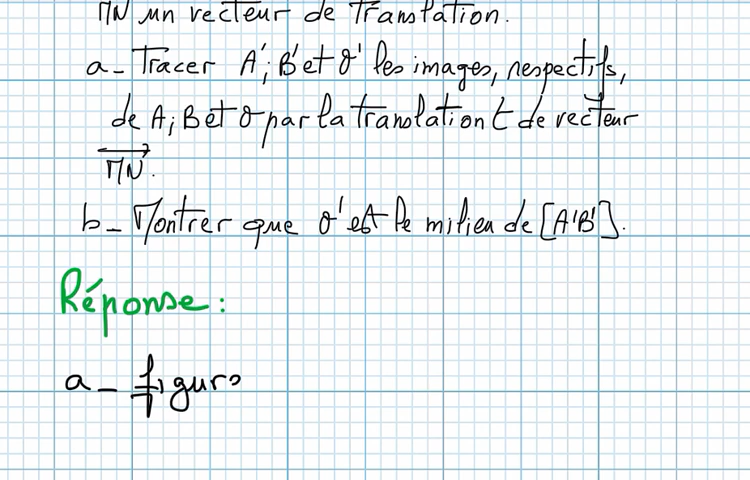 MN un vecteur de Translation.
a - Tracer A'; B' et O' les images, respectifs,
de A; B et O par la translation t de vecteur
MN.
b - Montrer que O' est le milieu de [A'B'].
Réponse :
a - figure